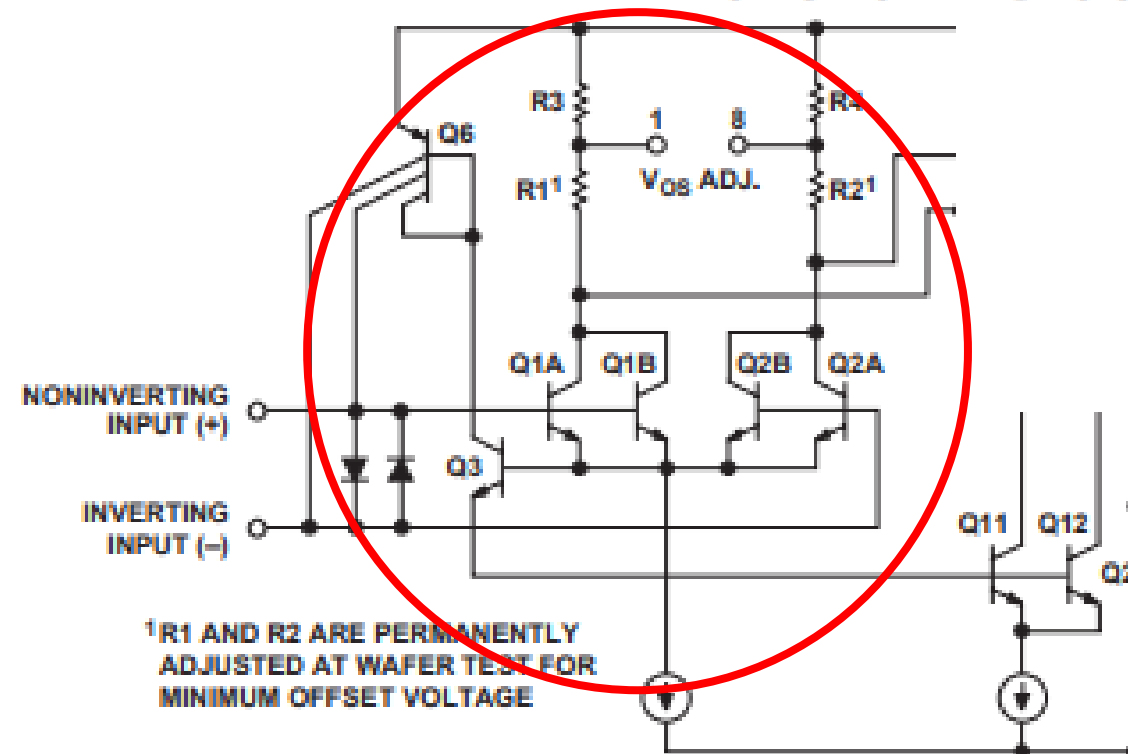 Q6
R3
R4
1
8
R1¹
VOS ADJ.
R2¹
Q1A
Q1B
Q2B
Q2A
NONINVERTING
INPUT (+)
Q3
INVERTING
INPUT (–)
Q11
Q12
¹R1 AND R2 ARE PERMANENTLY
ADJUSTED AT WAFER TEST FOR
MINIMUM OFFSET VOLTAGE